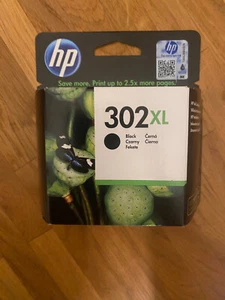 hp
Save more. Print up to 2.5x more pages.
302XL
Black Černá
Czarny Čierna
Fekete